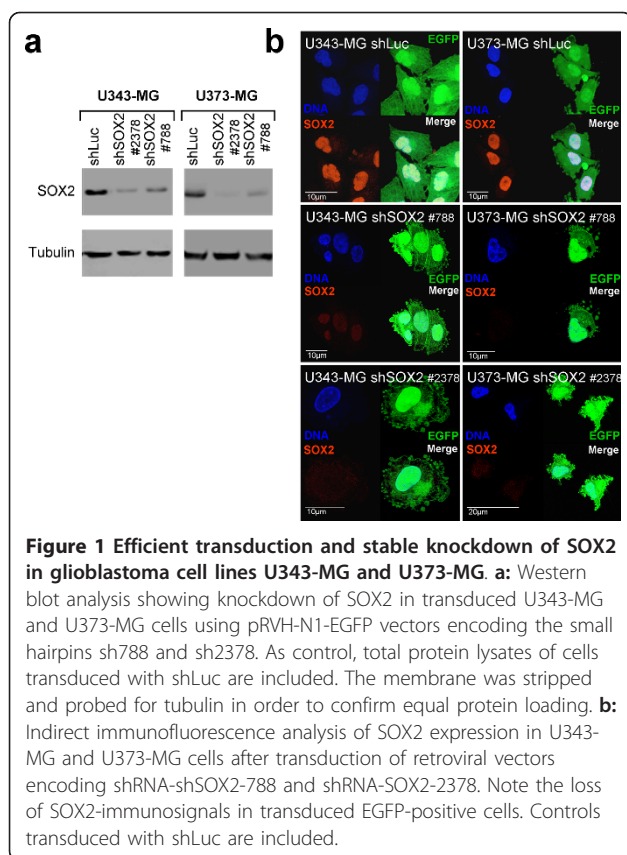 a
U343-MG
U373-MG
shLuc
shSOX2 #2378
shSOX2 #788
shLuc
shSOX2 #2378
shSOX2 #788
SOX2
Tubulin
b
U343-MG shLuc
EGFP
DNA
SOX2
Merge
10µm
U373-MG shLuc
EGFP
DNA
SOX2
Merge
10µm
U343-MG shSOX2 #788
DNA
SOX2
EGFP
Merge
10µm
U373-MG shSOX2 #788
DNA
SOX2
EGFP
Merge
10µm
U343-MG shSOX2 #2378
DNA
SOX2
EGFP
Merge
10µm
U373-MG shSOX2 #2378
DNA
SOX2
EGFP
Merge
20µm
Figure 1 Efficient transduction and stable knockdown of SOX2
in glioblastoma cell lines U343-MG and U373-MG. a: Western
blot analysis showing knockdown of SOX2 in transduced U343-MG
and U373-MG cells using pRVH-N1-EGFP vectors encoding the small
hairpins sh788 and sh2378. As control, total protein lysates of cells
transduced with shLuc are included. The membrane was stripped
and probed for tubulin in order to confirm equal protein loading. b:
Indirect immunofluorescence analysis of SOX2 expression in U343-
MG and U373-MG cells after transduction of retroviral vectors
encoding shRNA-shSOX2-788 and shRNA-SOX2-2378. Note the loss
of SOX2-immunosignals in transduced EGFP-positive cells. Controls
transduced with shLuc are included.